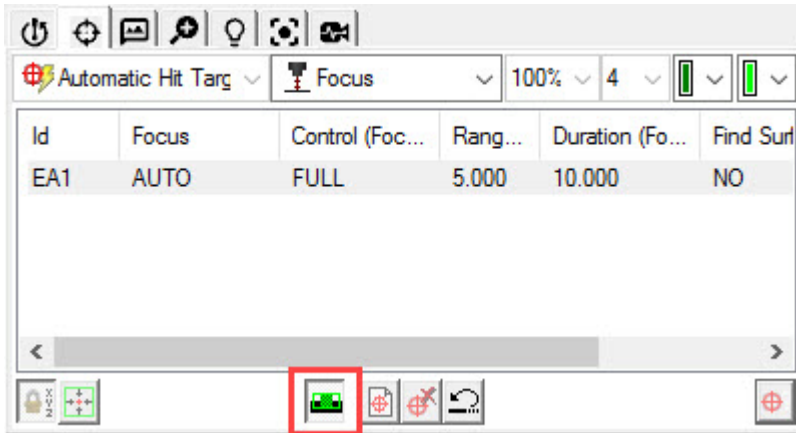 Automatic Hit Targ Focus 100% 4
Id Focus Control (Foc... Rang... Duration (Fo... Find Surf
EA1 AUTO FULL 5.000 10.000 NO
XYZ